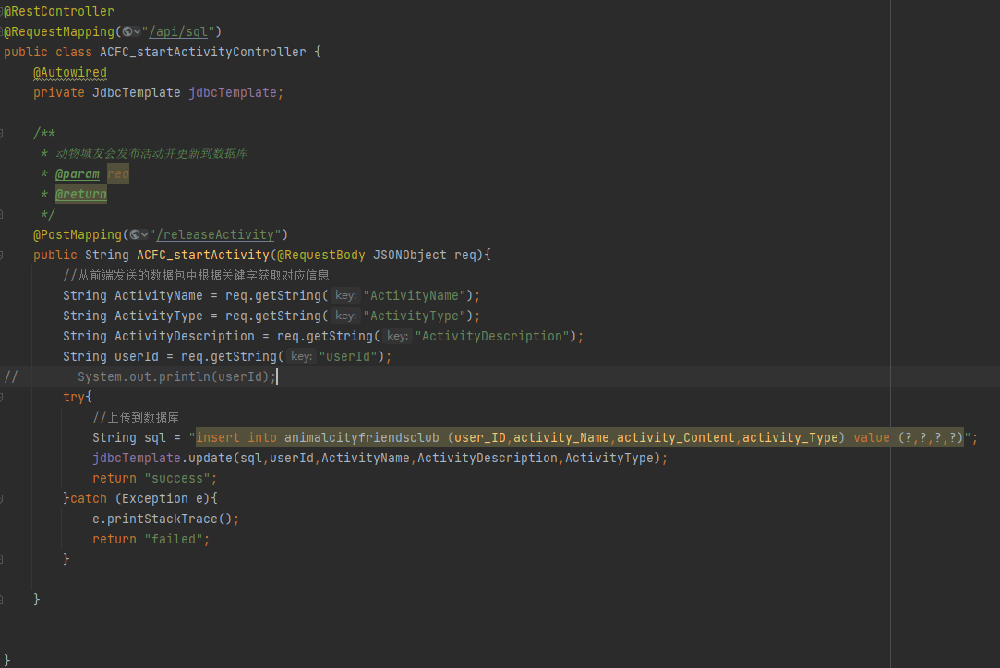 @RestController
@RequestMapping("/api/sql")
public class ACFC_startActivityController {
@Autowired
private JdbcTemplate jdbcTemplate;
/**
* 动物城友会发布活动并更新到数据库
* @param req
* @return
*/
@PostMapping("/releaseActivity")
public String ACFC_startActivity(@RequestBody JSONObject req){
//从前端发送的数据包中根据关键字获取对应信息
String ActivityName = req.getString( key: "ActivityName");
String ActivityType = req.getString( key: "ActivityType");
String ActivityDescription = req.getString( key: "ActivityDescription");
String userId = req.getString( key: "userId");
// System.out.println(userId);
try{
//上传到数据库
String sql = "insert into animalcityfriendsclub (user_ID,activity_Name,activity_Content,activity_Type) value (?,?,?,?)";
jdbcTemplate.update(sql,userId,ActivityName,ActivityDescription,ActivityType);
return "success";
}catch (Exception e){
e.printStackTrace();
return "failed";
}
}
}